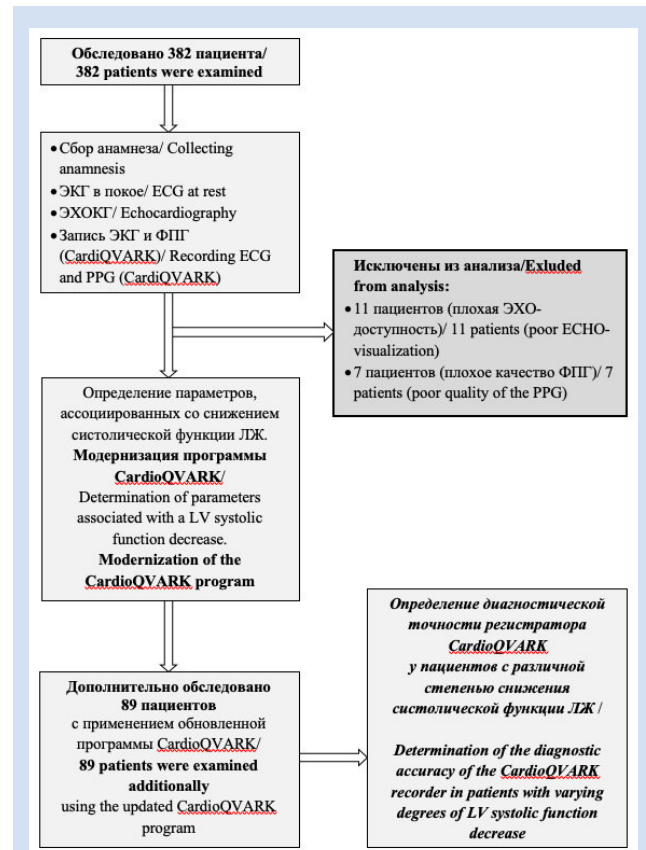 Обследовано 382 пациента/
382 patients were examined
• Сбор анамнеза/ Collecting
anamnesis
• ЭКГ в покое/ ECG at rest
• ЭХОКГ/ Echocardiography
• Запись ЭКГ и ФПГ
(CardiQVARK)/ Recording ECG
and PPG (CardiQVARK)
Исключены из анализа/Exluded
from analysis:
• 11 пациентов (плохая ЭХО-
доступность)/ 11 patients (poor ECHO-
visualization)
• 7 пациентов (плохое качество ФПГ)/ 7
patients (poor quality of the PPG)
Определение параметров,
ассоциированных со снижением
систолической функции ЛЖ.
Модернизация программы
CardioQVARK/
Determination of parameters
associated with a LV systolic
function decrease.
Modernization of the
CardioQVARK program
Дополнительно обследовано
89 пациентов
с применением обновленной
программы CardioQVARK/
89 patients were examined
additionally
using the updated CardioQVARK
program
Определение диагностической
точности регистратора
CardioQVARK
у пациентов с различной
степенью снижения
систолической функции ЛЖ /
Determination of the diagnostic
accuracy of the CardioQVARK
recorder in patients with varying
degrees of LV systolic function
decrease